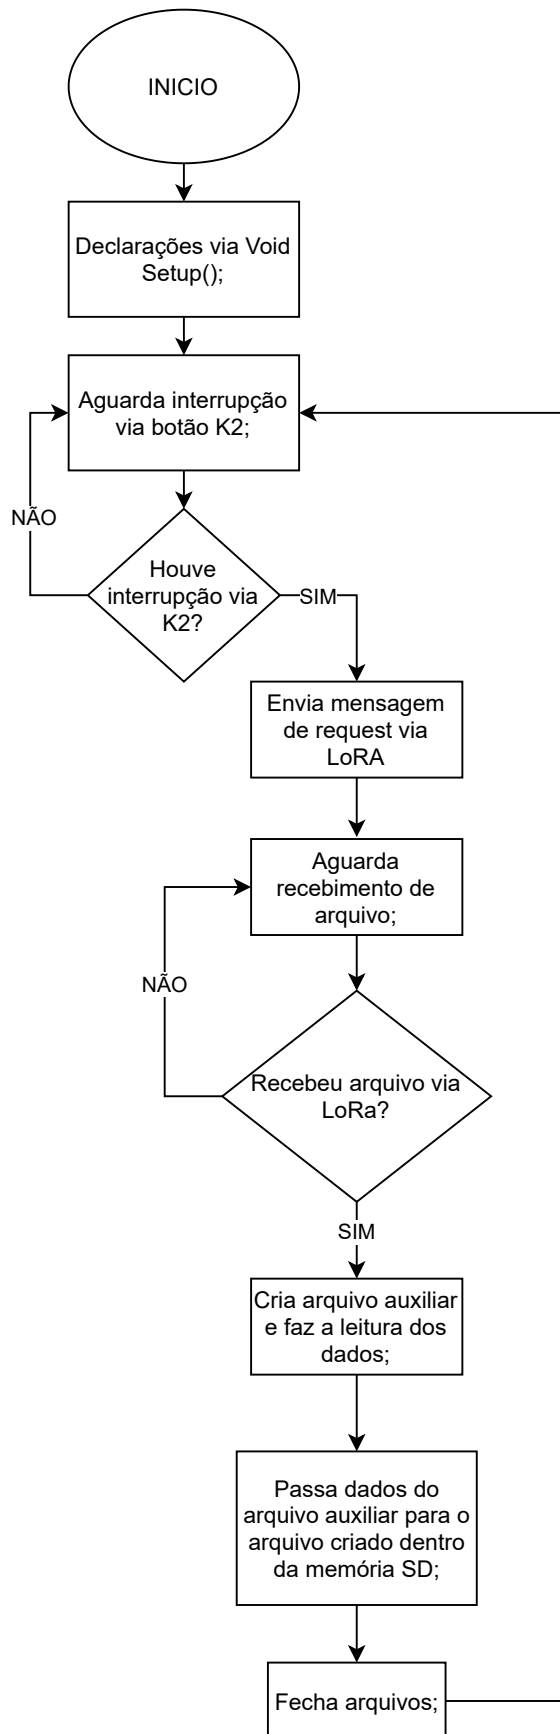 INICIO
Declarações via Void
Setup();
Aguarda interrupção
via botão K2;
NÃO
Houve
interrupção via
K2?
SIM
Envia mensagem
de request via
LoRA
Aguarda
recebimento de
arquivo;
NÃO
Recebeu arquivo via
LoRa?
SIM
Cria arquivo auxiliar
e faz a leitura dos
dados;
Passa dados do
arquivo auxiliar para o
arquivo criado dentro
da memória SD;
Fecha arquivos;